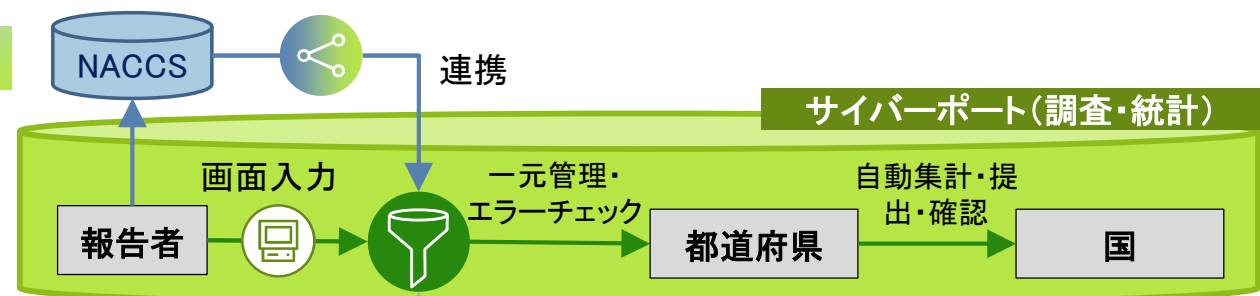 NACCS
連携
サイバーポート（調査・統計）
画面入力
一元管理・
エラーチェック
自動集計・提
出・確認
報告者
都道府県
国